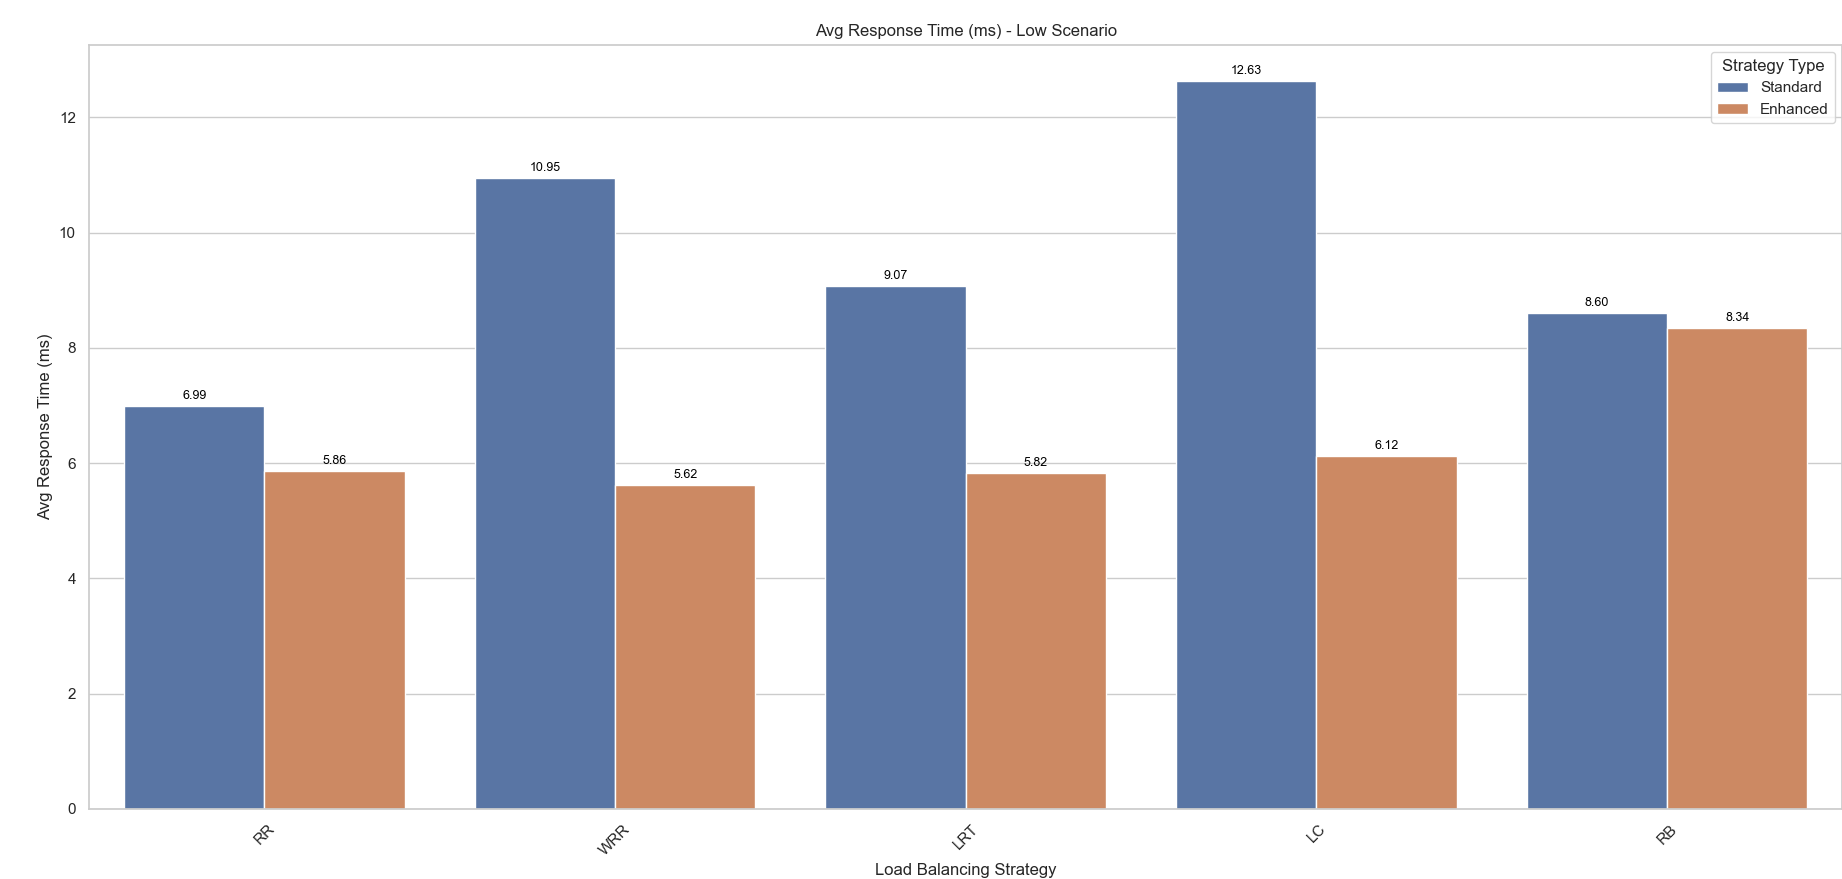 Avg Response Time (ms) - Low Scenario
Strategy Type
Standard
Enhanced
Avg Response Time (ms)
12
10
8
6
4
2
0
6.99
5.86
10.95
5.62
9.07
5.82
12.63
6.12
8.60
8.34
RR
WRR
LRT
LC
RB
Load Balancing Strategy